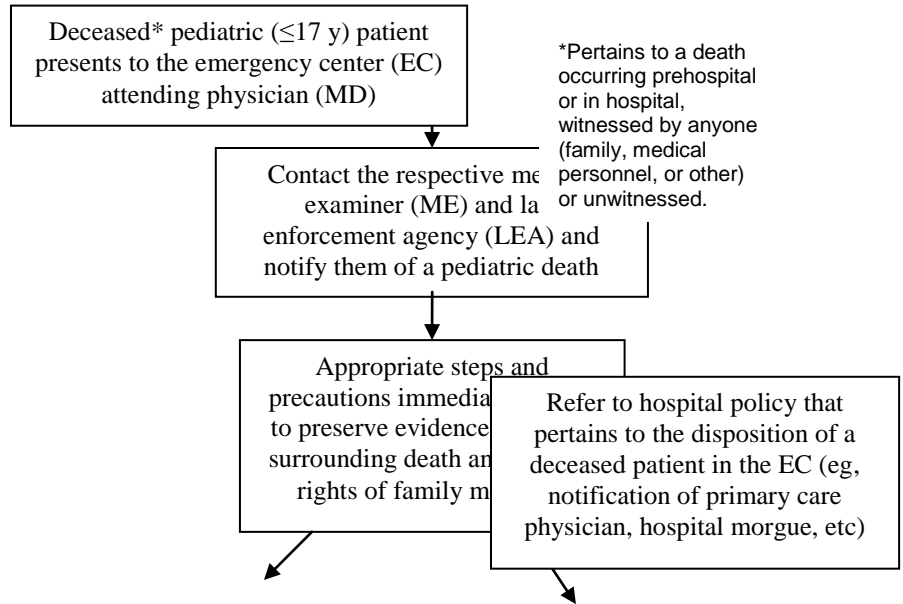 Deceased* pediatric (≤17 y) patient
presents to the emergency center (EC)
attending physician (MD)
*Pertains to a death
occurring prehospital
or in hospital,
witnessed by anyone
(family, medical
personnel, or other)
or unwitnessed.
Contact the respective
examiner (ME) and
enforcement agency (LEA) and
notify them of a pediatric death
Appropriate steps and
precautions
to preserve evidence
surrounding death
rights of family
Refer to hospital policy that
pertains to the disposition of a
deceased patient in the EC (eg,
notification of primary care
physician, hospital morgue, etc)